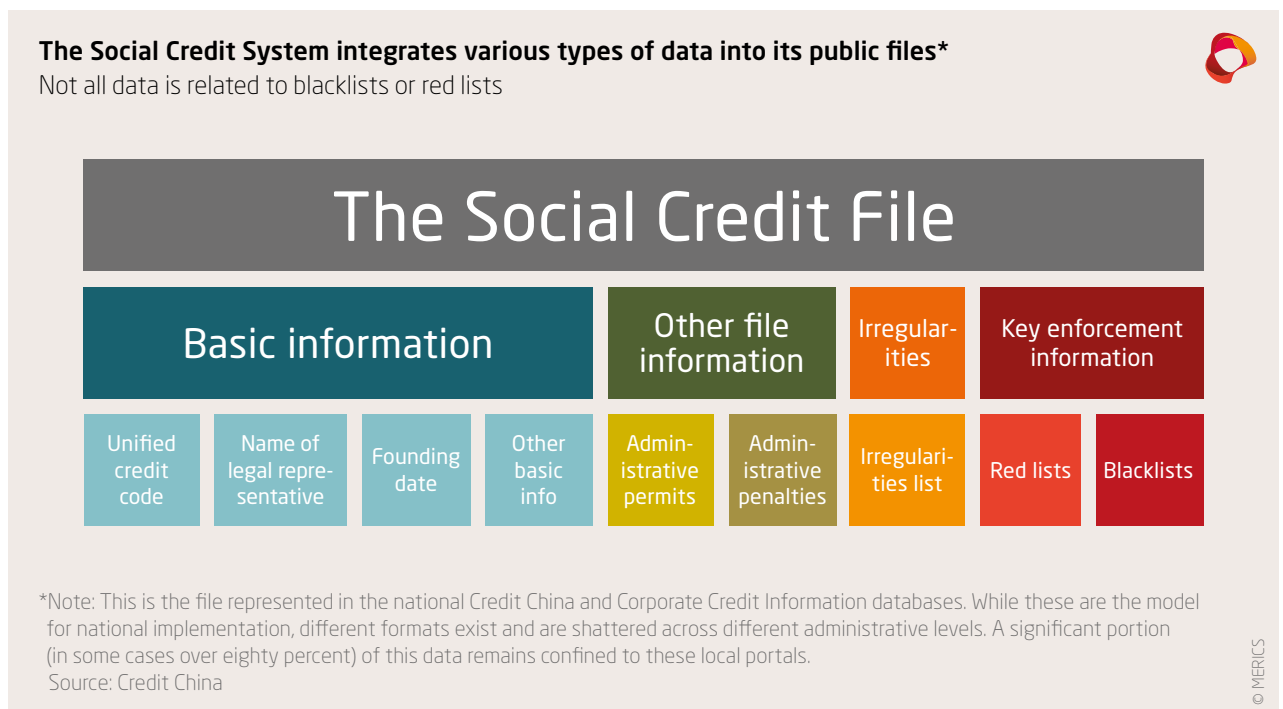 The Social Credit System integrates various types of data into its public files*
Not all data is related to blacklists or red lists
The Social Credit File
Basic information
Other file
information
Irregular-
ities
Key enforcement
information
Unified
credit
code
Name of
legal repre-
sentative
Founding
date
Other
basic
info
Admin-
istrative
permits
Admin-
istrative
penalties
Irregulari-
ties list
Red lists
Blacklists
*Note: This is the file represented in the national Credit China and Corporate Credit Information databases. While these are the model
for national implementation, different formats exist and are shattered across different administrative levels. A significant portion
(in some cases over eighty percent) of this data remains confined to these local portals.
Source: Credit China
© MERICS